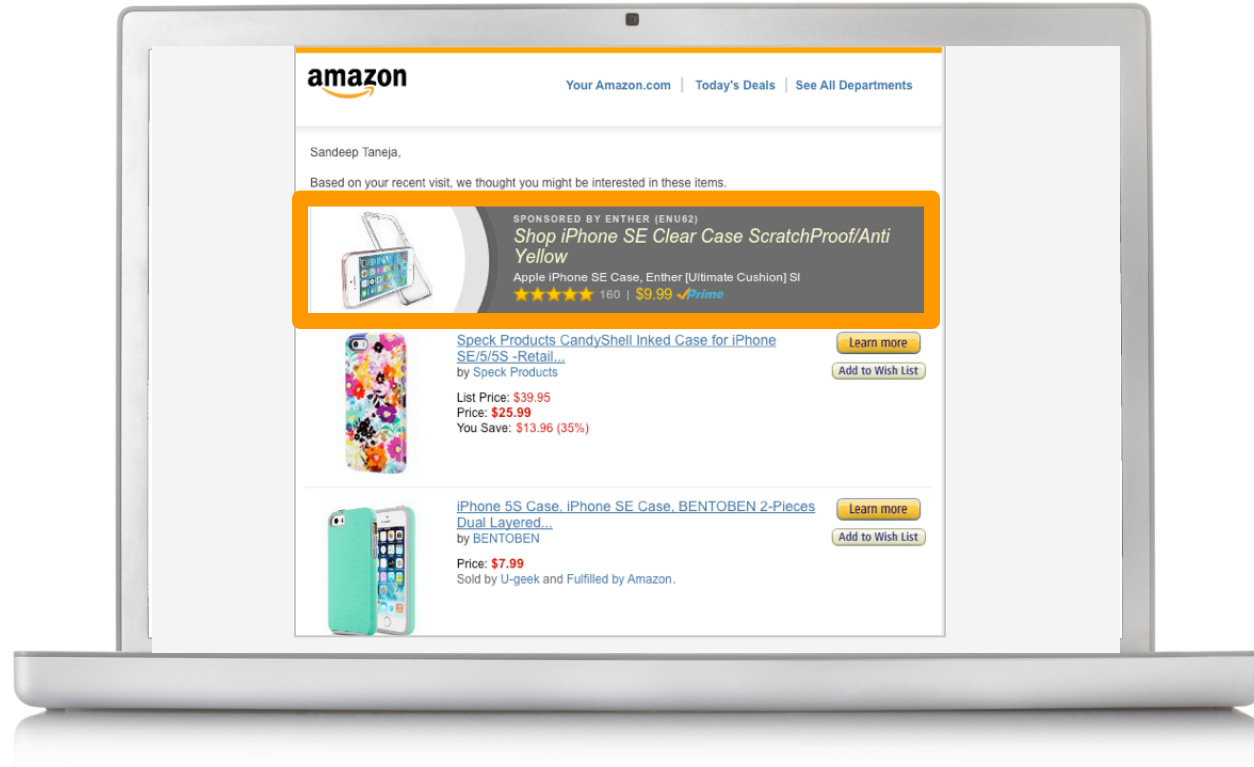 amazon
Your Amazon.com | Today's Deals | See All Departments
Sandeep Taneja,
Based on your recent visit, we thought you might be interested in these items.
SPONSORED BY ENTHER (ENU62)
Shop iPhone SE Clear Case ScratchProof/Anti
Yellow
Apple iPhone SE Case, Enther [Ultimate Cushion] Sl
160 | $9.99 Prime
Speck Products CandyShell Inked Case for iPhone
SE/5/5S -Retail...
by Speck Products
Learn more
Add to Wish List
List Price: $39.95
Price: $25.99
You Save: $13.96 (35%)
iPhone 5S Case, iPhone SE Case, BENTOBEN 2-Pieces
Dual Layered...
by BENTOBEN
Learn more
Add to Wish List
Price: $7.99
Sold by U-geek and Fulfilled by Amazon.